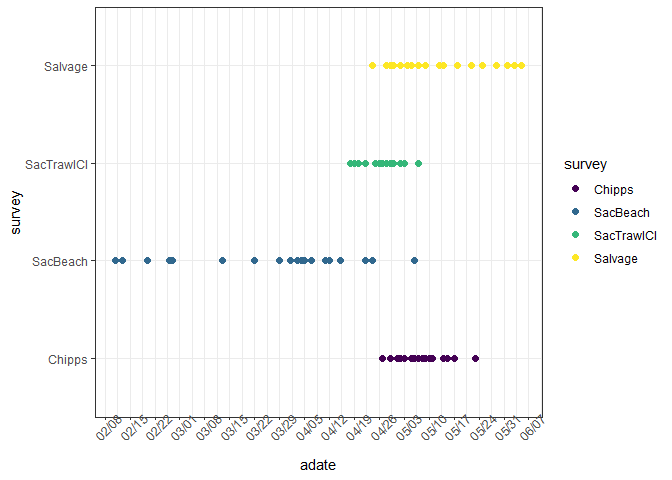 Salvage
SacTrawlCI
SacBeach
Chipps
survey
02/08
02/15
02/22
03/01
03/08
03/15
03/22
03/29
04/05
04/12
04/19
04/26
05/03
05/10
05/17
05/24
05/31
06/07
adate
survey
Chipps
SacBeach
SacTrawlCI
Salvage